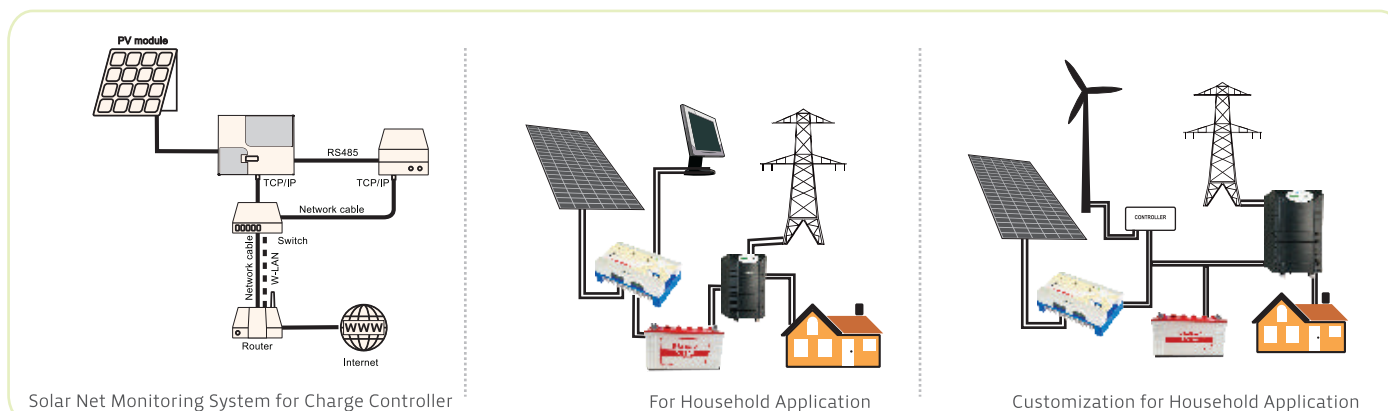 PV module
RS485
TCP/IP
TCP/IP
Network cable
Switch
Network cable
W-LAN
WWW
Router
Internet
Solar Net Monitoring System for Charge Controller
For Household Application
CONTROLLER
Customization for Household Application